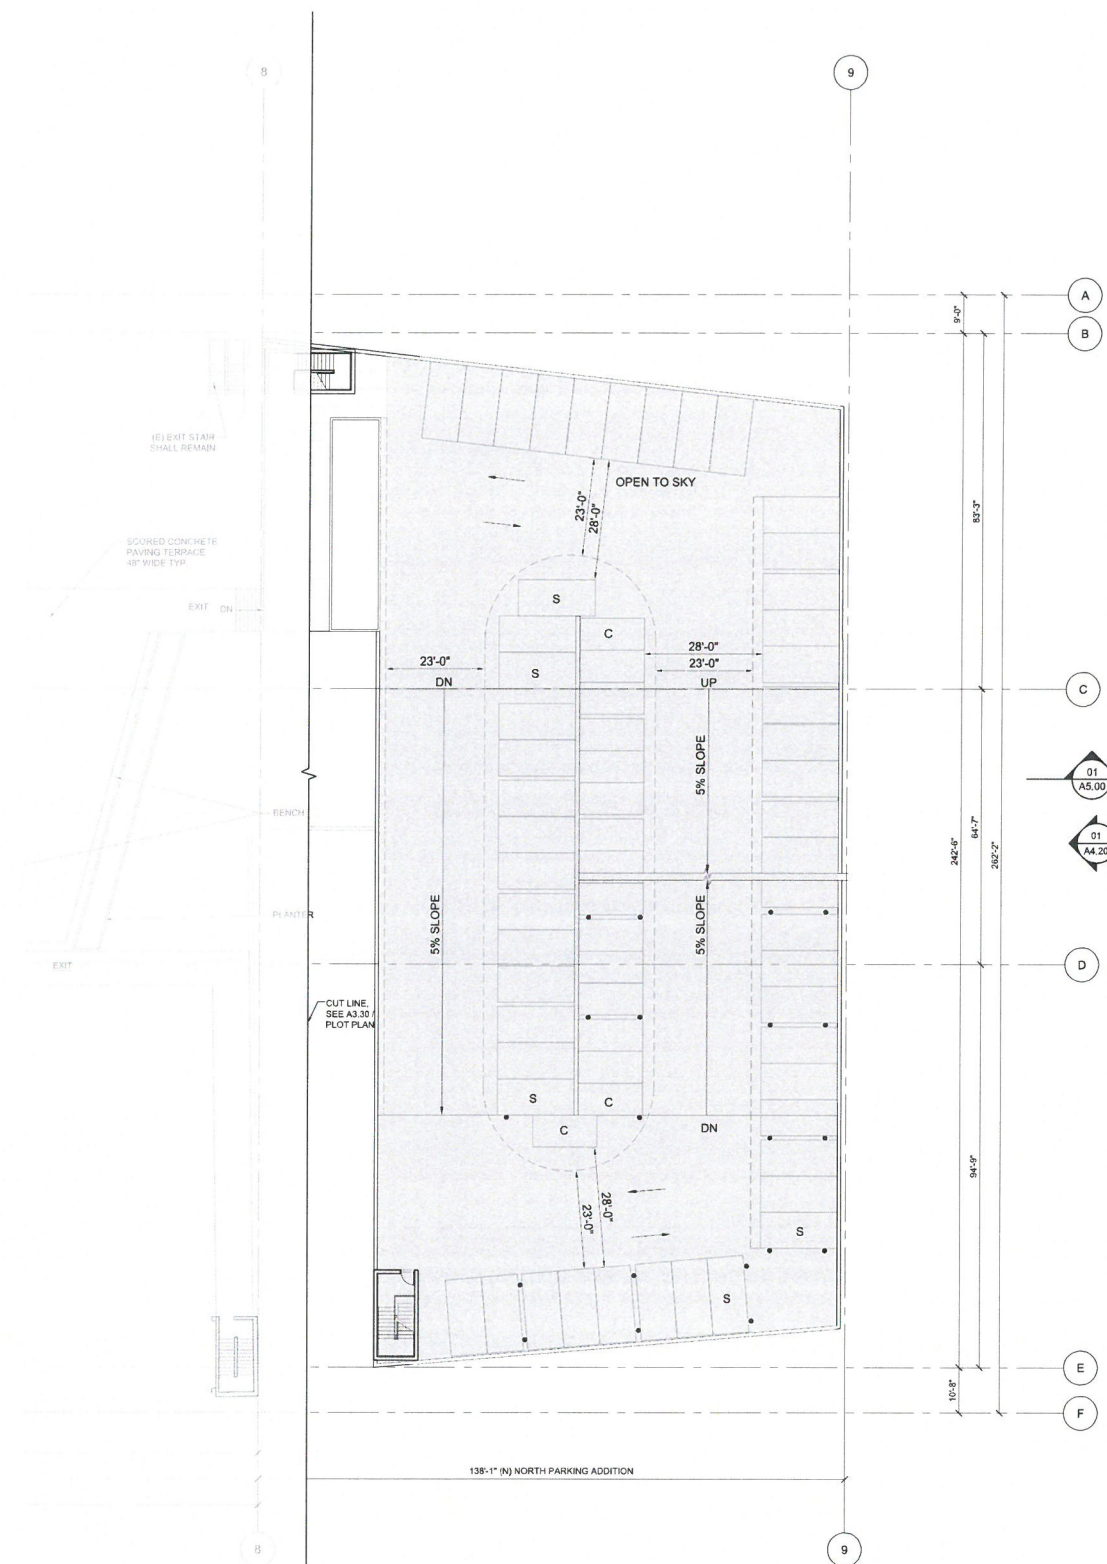 8
9
A
9'-0"
B
(E) EXIT STAIR
SHALL REMAIN
OPEN TO SKY
23'-0"
28'-0"
83'-3"
SCORED CONCRETE
PAVING TERRACE
48" WIDE TYP.
EXIT
DN
S
C
28'-0"
23'-0"
23'-0"
S
DN
UP
C
5% SLOPE
01
A5.00
BENCH
64'-7"
242'-6"
262'-2"
01
A4.20
PLANTER
5% SLOPE
5% SLOPE
EXIT
D
CUT LINE,
SEE A3.30 /
PLOT PLAN
S
C
C
DN
94'-9"
28'-0"
23'-0"
S
S
E
10'-8"
F
138'-1" (N) NORTH PARKING ADDITION
8
9